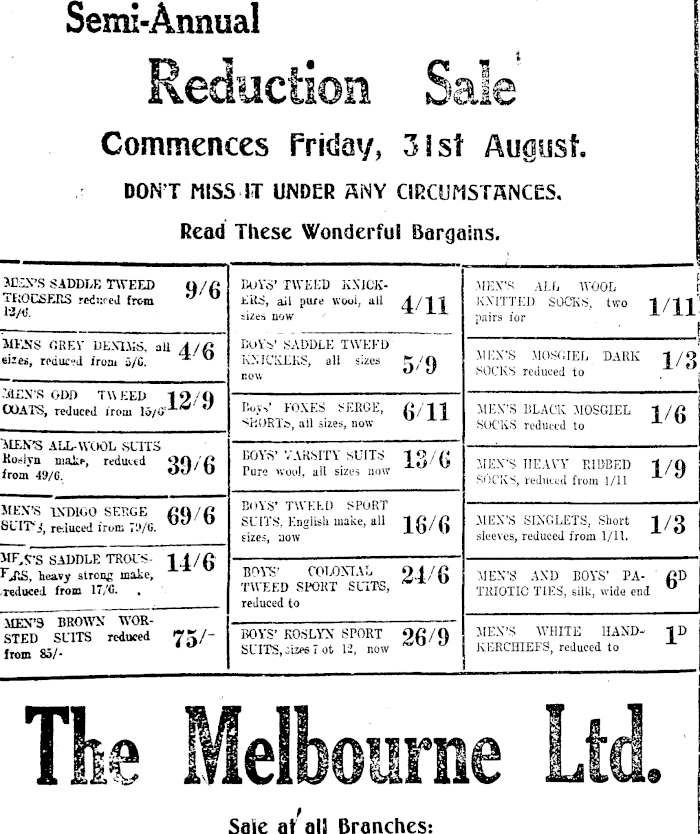 Semi-Annual
Reduction Sale
Commences Friday, 31st August.
DON'T MISS IT UNDER ANY CIRCUMSTANCES.
Read These Wonderful Bargains.
MEN'S SADDLE TWEED
TROUSERS reduced from
12/6.
9/6
MENS GREY DENIMS, all
sizes, reduced from 5/6.
4/6
MEN'S ODD TWEED
COATS, reduced from 15/6
12/9
MEN'S ALL-WOOL SUITS
Roslyn make, reduced
from 49/6.
39/6
MEN'S INDIGO SERGE
SUITS, reduced from 79/6.
69/6
MEN'S SADDLE TROUS-
ERS, heavy strong make,
reduced from 17/6.
14/6
MEN'S BROWN WOR-
STED SUITS reduced
from 85/-
75/-
BOYS' TWEED KNICK-
ERS, all pure wool, all
sizes now
4/11
BOYS' SADDLE TWEED
KNICKERS, all sizes
now
5/9
Boys' FOXES SERGE,
SHORTS, all sizes, now
6/11
BOYS' VARSITY SUITS
Pure wool, all sizes now
13/6
BOYS' TWEED SPORT
SUITS, English make, all
sizes, now
16/6
BOYS' COLONIAL
TWEED SPORT SUITS,
reduced to
24/6
BOYS' ROSLYN SPORT
SUITS, sizes 7 ot 12, now
26/9
MEN'S ALL WOOL
KNITTED SOCKS, two
pairs for
1/11
MEN'S MOSGIEL DARK
SOCKS reduced to
1/3
MEN'S BLACK MOSGIEL
SOCKS reduced to
1/6
MEN'S HEAVY RIBBED
SOCKS, reduced from 1/11
1/9
MEN'S SINGLETS, Short
sleeves, reduced from 1/11.
1/3
MEN'S AND BOYS' PA-
TRIOTIC TIES, silk, wide end
6D
MEN'S WHITE HAND-
KERCHIEFS, reduced to
1D
The Melbourne Ltd.
Sale at all Branches: